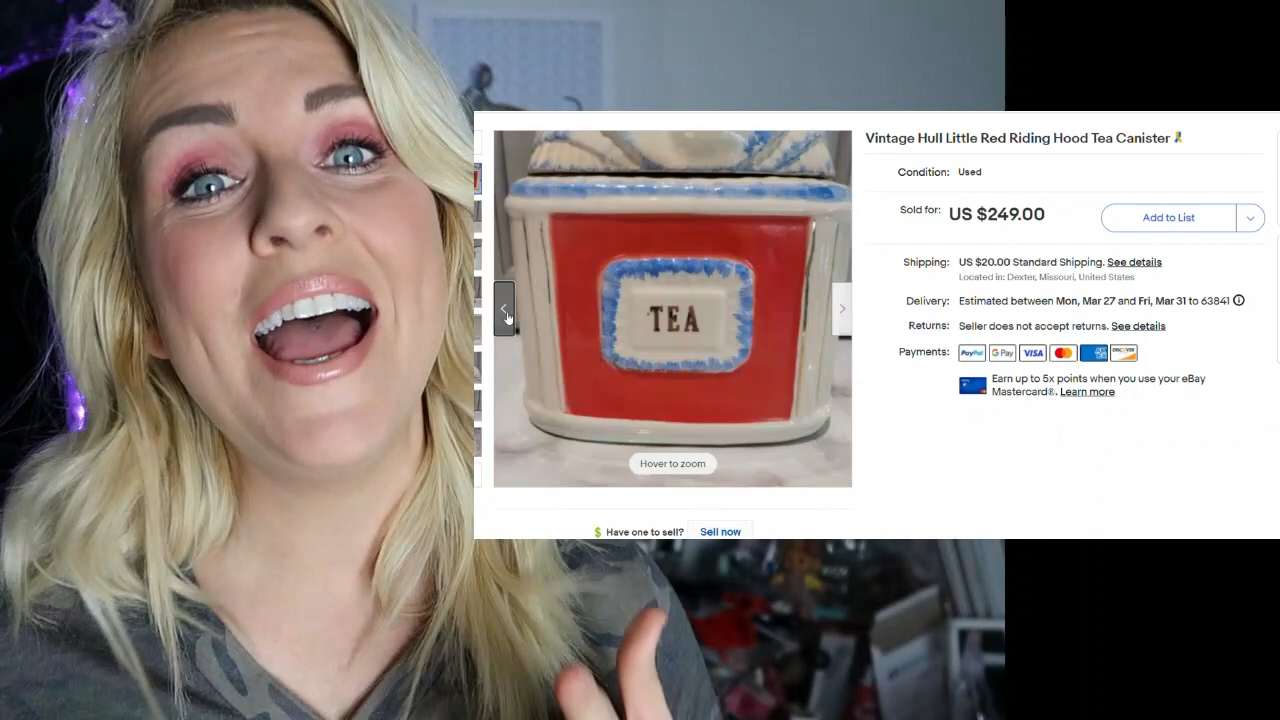 Vintage Hull Little Red Riding Hood Tea Canister
Condition: Used
Sold for: US $249.00
Add to List
Shipping: US $20.00 Standard Shipping. See details
Located in: Dexter, Missouri, United States
Delivery: Estimated between Mon, Mar 27 and Fri, Mar 31 to 63841
Returns: Seller does not accept returns. See details
Payments: PayPal G Pay VISA DISCOVER
Earn up to 5x points when you use your eBay
Mastercard®. Learn more
TEA
Hover to zoom
Have one to sell? Sell now